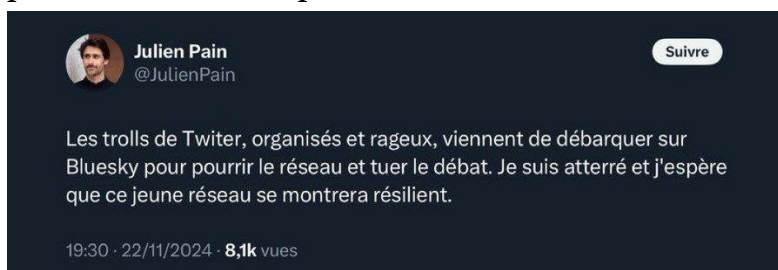 Julien Pain
@JulienPain
Suivre
Les trolls de Twiter, organisés et rageux, viennent de débarquer sur
Bluesky pour pourrir le réseau et tuer le débat. Je suis atterré et j'espère
que ce jeune réseau se montrera résilient.
19:30 · 22/11/2024 · 8,1k vues